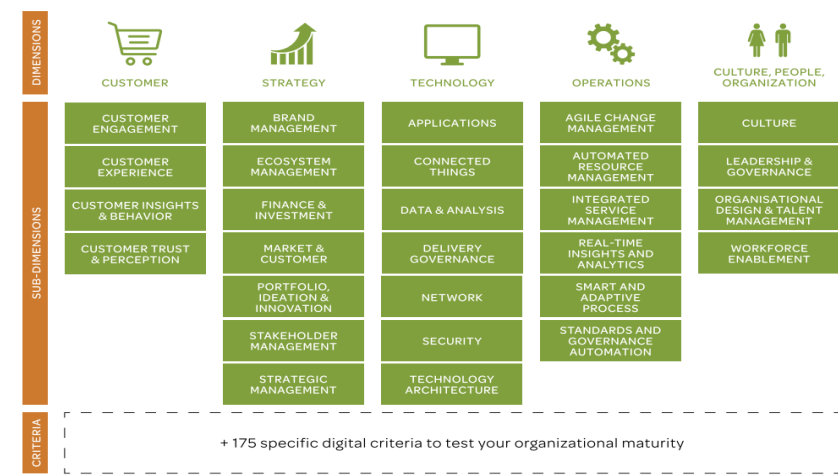 DIMENSIONS
CUSTOMER
STRATEGY
TECHNOLOGY
OPERATIONS
CULTURE, PEOPLE,
ORGANIZATION
SUB-DIMENSIONS
CUSTOMER
ENGAGEMENT
CUSTOMER
EXPERIENCE
CUSTOMER INSIGHTS
& BEHAVIOR
CUSTOMER TRUST
& PERCEPTION
BRAND
MANAGEMENT
ECOSYSTEM
MANAGEMENT
FINANCE &
INVESTMENT
MARKET &
CUSTOMER
PORTFOLIO,
IDEATION &
INNOVATION
STAKEHOLDER
MANAGEMENT
STRATEGIC
MANAGEMENT
APPLICATIONS
CONNECTED
THINGS
DATA & ANALYSIS
DELIVERY
GOVERNANCE
NETWORK
SECURITY
TECHNOLOGY
ARCHITECTURE
AGILE CHANGE
MANAGEMENT
AUTOMATED
RESOURCE
MANAGEMENT
INTEGRATED
SERVICE
MANAGEMENT
REAL-TIME
INSIGHTS AND
ANALYTICS
SMART AND
ADAPTIVE
PROCESS
STANDARDS AND
GOVERNANCE
AUTOMATION
CULTURE
LEADERSHIP &
GOVERNANCE
ORGANISATIONAL
DESIGN & TALENT
MANAGEMENT
WORKFORCE
ENABLEMENT
CRITERIA
+ 175 specific digital criteria to test your organizational maturity